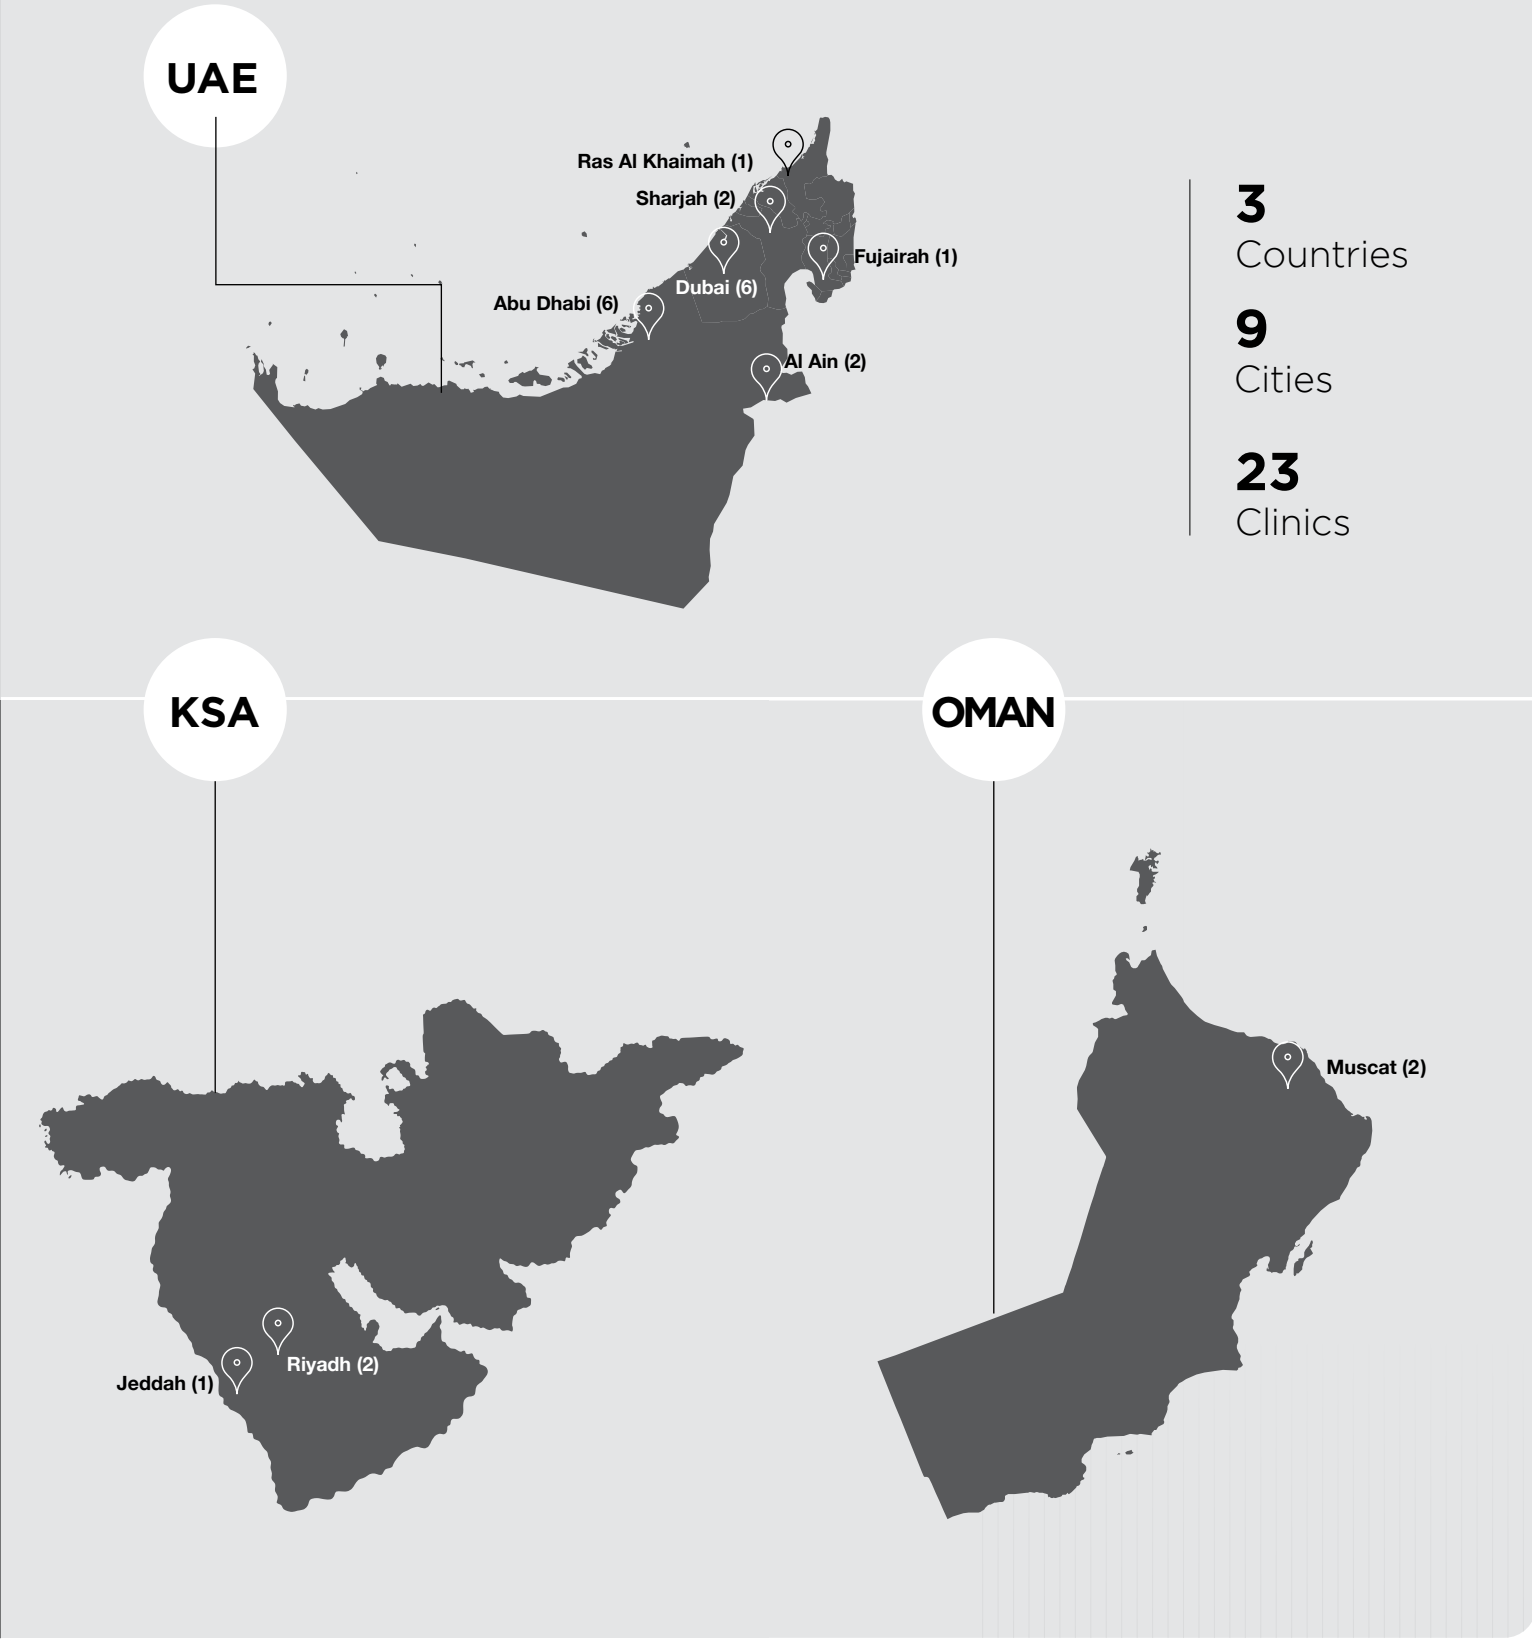 UAE
Ras Al Khaimah (1)
Sharjah (2)
Fujairah (1)
Dubai (6)
Abu Dhabi (6)
Al Ain (2)
3
Countries
9
Cities
23
Clinics
KSA
OMAN
Muscat (2)
Riyadh (2)
Jeddah (1)